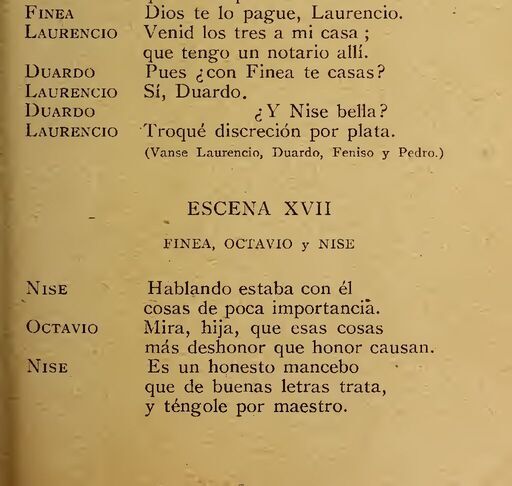 FINEA Dios te lo pague, Laurencio.
LAURENCIO Venid los tres a mi casa ;
que tengo un notario allí.
DUARDO Pues ¿con Finea te casas?
LAURENCIO Sí, Duardo.
DUARDO ¿Y Nise bella?
LAURENCIO Troqué discreción por plata.
(Vanse Laurencio, Duardo, Feniso y Pedro.)
ESCENA XVII
FINEA, OCTAVIO y NISE
NISE Hablando estaba con él
cosas de poca importancia.
OCTAVIO Mira, hija, que esas cosas
más deshonor que honor causan.
NISE Es un honesto mancebo
que de buenas letras trata,
y téngole por maestro.